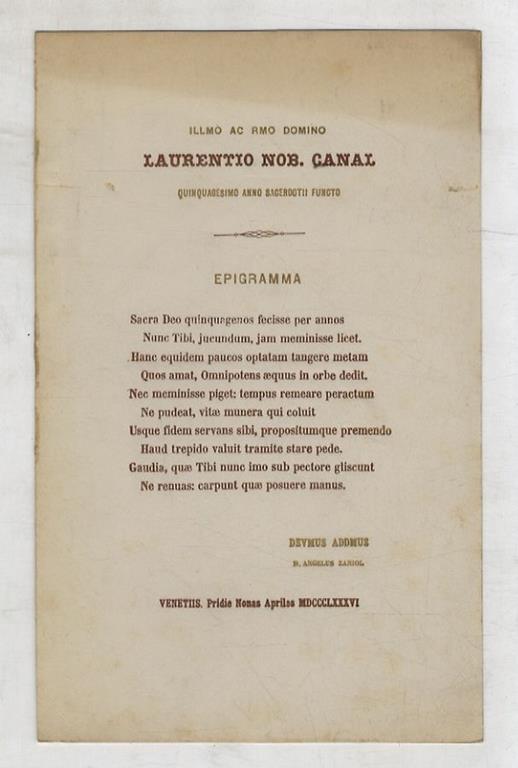 ILLMO AC RMO DOMINO
LAURENTIO NOB. CANAL
QUINQUAGESIMO ANNO SACERDOTII FUNCTO
EPIGRAMMA
Sacra Deo quinquagenos fecisse per annos
Nunc Tibi, jucundum, jam meminisse licet.
Hanc equidem paucos optatam tangere metam
Quos amat, Omnipotens æquus in orbe dedit.
Nec meminisse piget: tempus remeare peractum
Ne pudeat, vitæ munera qui coluit
Usque fidem servans sibi, propositumque premendo
Haud trepido valuit tramite stare pede.
Gaudia, quæ Tibi nunc imo sub pectore gliscunt
Ne renuas: carpunt quæ posuere manus.
DEVMUS ADDMUS
D. ANGELUS ZANIOL
VENETIIS. Pridie Nonas Apriles MDCCCLXXXVI